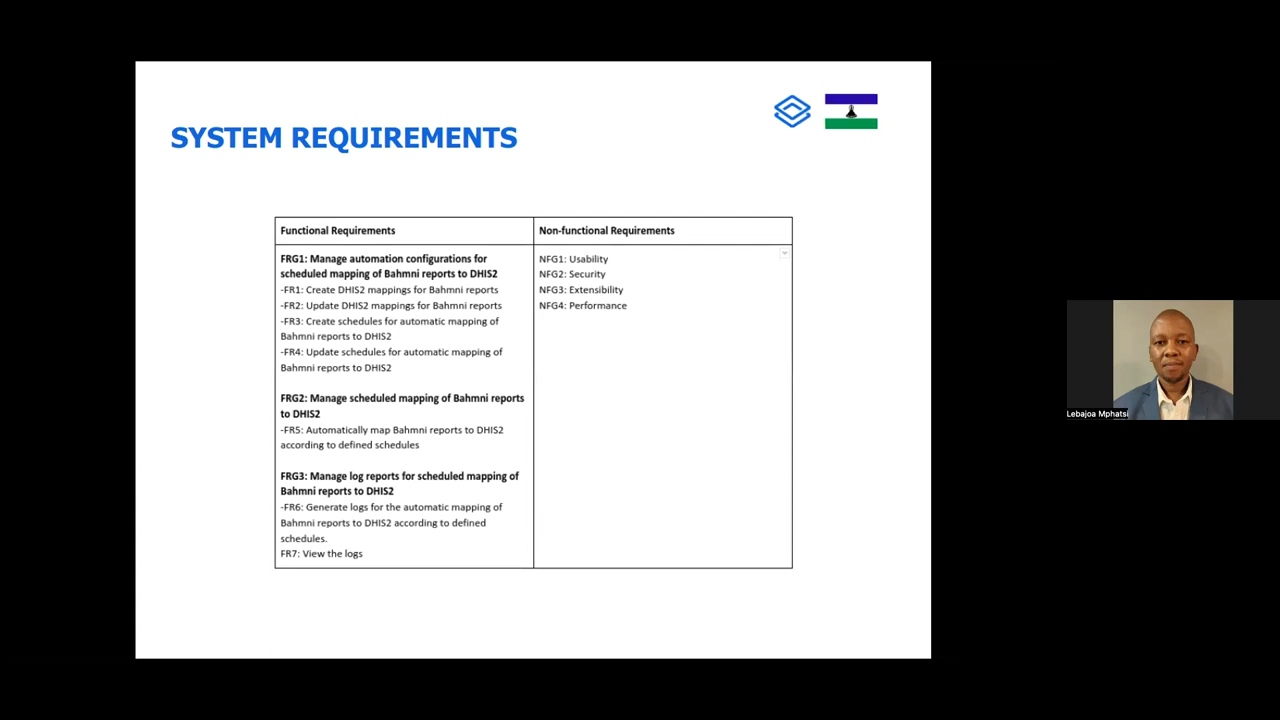 SYSTEM REQUIREMENTS
Functional Requirements
Non-functional Requirements
FRG1: Manage automation configurations for
scheduled mapping of Bahmni reports to DHIS2
-FR1: Create DHIS2 mappings for Bahmni reports
-FR2: Update DHIS2 mappings for Bahmni reports
-FR3: Create schedules for automatic mapping of
Bahmni reports to DHIS2
-FR4: Update schedules for automatic mapping of
Bahmni reports to DHIS2
FRG2: Manage scheduled mapping of Bahmni reports
to DHIS2
-FR5: Automatically map Bahmni reports to DHIS2
according to defined schedules
FRG3: Manage log reports for scheduled mapping of
Bahmni reports to DHIS2
-FR6: Generate logs for the automatic mapping of
Bahmni reports to DHIS2 according to defined
schedules.
FR7: View the logs
NFG1: Usability
NFG2: Security
NFG3: Extensibility
NFG4: Performance
Lebajoa Mphatsi